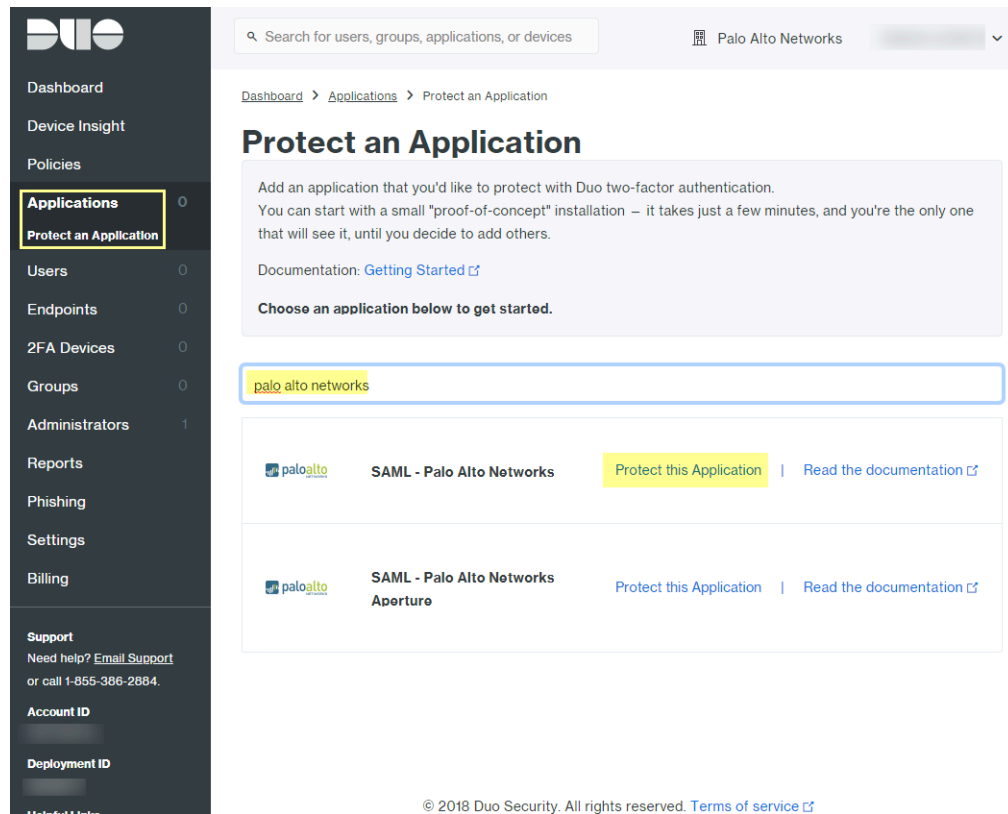 DUO
Search for users, groups, applications, or devices
Palo Alto Networks
Dashboard
Device Insight
Policies
Applications 0
Protect an Application
Users 0
Endpoints 0
2FA Devices 0
Groups 0
Administrators 1
Reports
Phishing
Settings
Billing
Support
Need help? Email Support
or call 1-855-386-2884.
Account ID
Deployment ID
Helpful Links
Dashboard > Applications > Protect an Application
Protect an Application
Add an application that you'd like to protect with Duo two-factor authentication.
You can start with a small "proof-of-concept" installation — it takes just a few minutes, and you're the only one
that will see it, until you decide to add others.
Documentation: Getting Started
Choose an application below to get started.
palo alto networks
paloalto NETWORKS
SAML - Palo Alto Networks
Protect this Application | Read the documentation
paloalto NETWORKS
SAML - Palo Alto Networks
Aperture
Protect this Application | Read the documentation
© 2018 Duo Security. All rights reserved. Terms of service